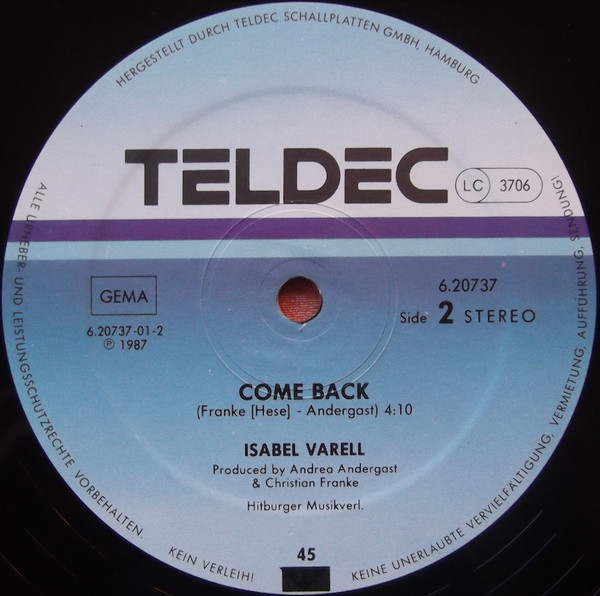 HERGESTELLT DURCH TELDEC SCHALLPLATTEN GMBH, HAMBURG
TELDEC
LC 3706
GEMA
6.20737-01-2
Ⓟ 1987
6.20737
Side 2 STEREO
COME BACK
(Franke [Hese] - Andergast) 4:10
ISABEL VARELL
Produced by Andrea Andergast
& Christian Franke
Hitburger Musikverl.
45
ALLE URHEBER- UND LEISTUNGSSCHUTZRECHTE VORBEHALTEN. KEIN VERLEIH! KEINE UNERLAUBTE VERVIELFÄLTIGUNG, VERMIETUNG, AUFFÜHRUNG, SENDUNG!